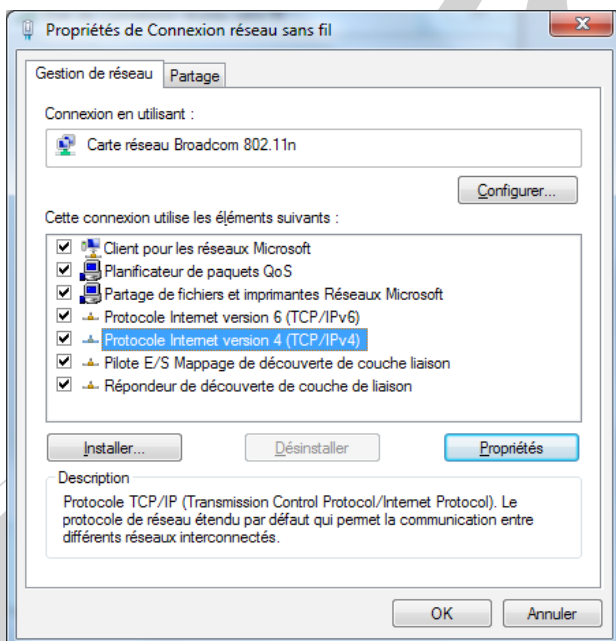 Propriétés de Connexion réseau sans fil
Gestion de réseau Partage
Connexion en utilisant :
Carte réseau Broadcom 802.11n
Configurer...
Cette connexion utilise les éléments suivants :
Client pour les réseaux Microsoft
Planificateur de paquets QoS
Partage de fichiers et imprimantes Réseaux Microsoft
Protocole Internet version 6 (TCP/IPv6)
Protocole Internet version 4 (TCP/IPv4)
Pilote E/S Mappage de découverte de couche liaison
Répondeur de découverte de couche de liaison
Installer... Désinstaller Propriétés
Description
Protocole TCP/IP (Transmission Control Protocol/Internet Protocol). Le
protocole de réseau étendu par défaut qui permet la communication entre
différents réseaux interconnectés.
OK Annuler